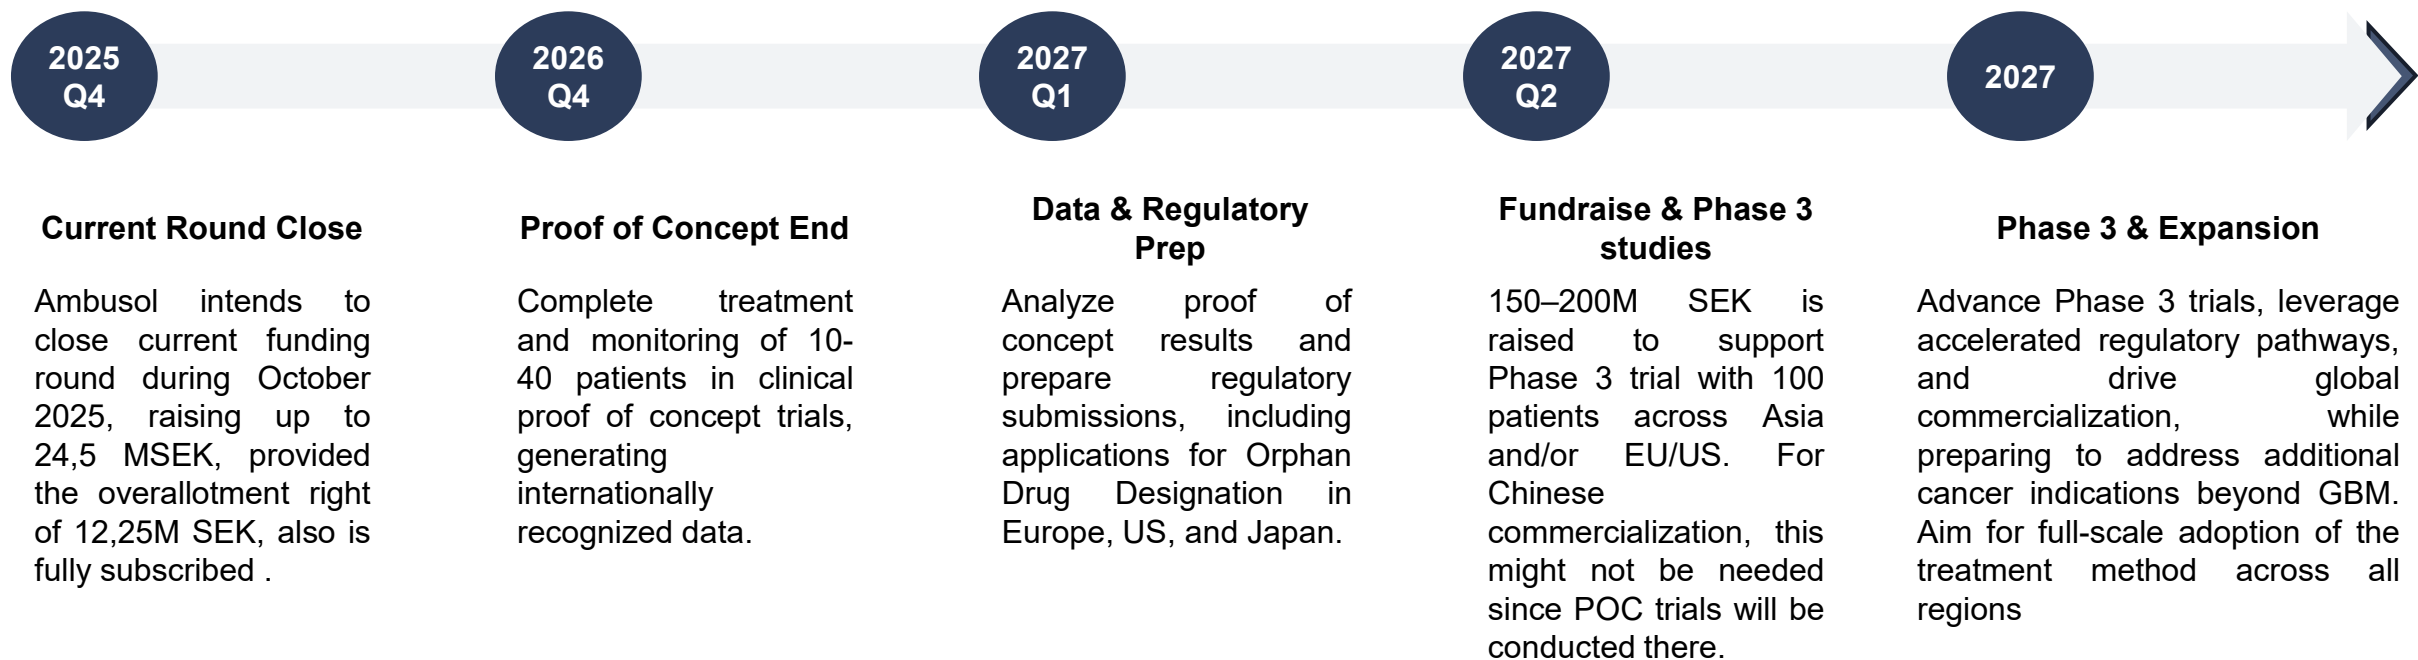 2025
Q4
2026
Q4
2027
Q1
2027
Q2
2027
Current Round Close
Ambusol intends to
close current funding
round during October
2025, raising up to
24,5 MSEK, provided
the overallotment right
of 12,25M SEK, also is
fully subscribed .
Proof of Concept End
Complete treatment
and monitoring of 10-
40 patients in clinical
proof of concept trials,
generating
internationally
recognized data.
Data & Regulatory
Prep
Analyze proof of
concept results and
prepare regulatory
submissions, including
applications for Orphan
Drug Designation in
Europe, US, and Japan.
Fundraise & Phase 3
studies
150–200M SEK is
raised to support
Phase 3 trial with 100
patients across Asia
and/or EU/US. For
Chinese
commercialization, this
might not be needed
since POC trials will be
conducted there.
Phase 3 & Expansion
Advance Phase 3 trials, leverage
accelerated regulatory pathways,
and drive global
commercialization, while
preparing to address additional
cancer indications beyond GBM.
Aim for full-scale adoption of the
treatment method across all
regions